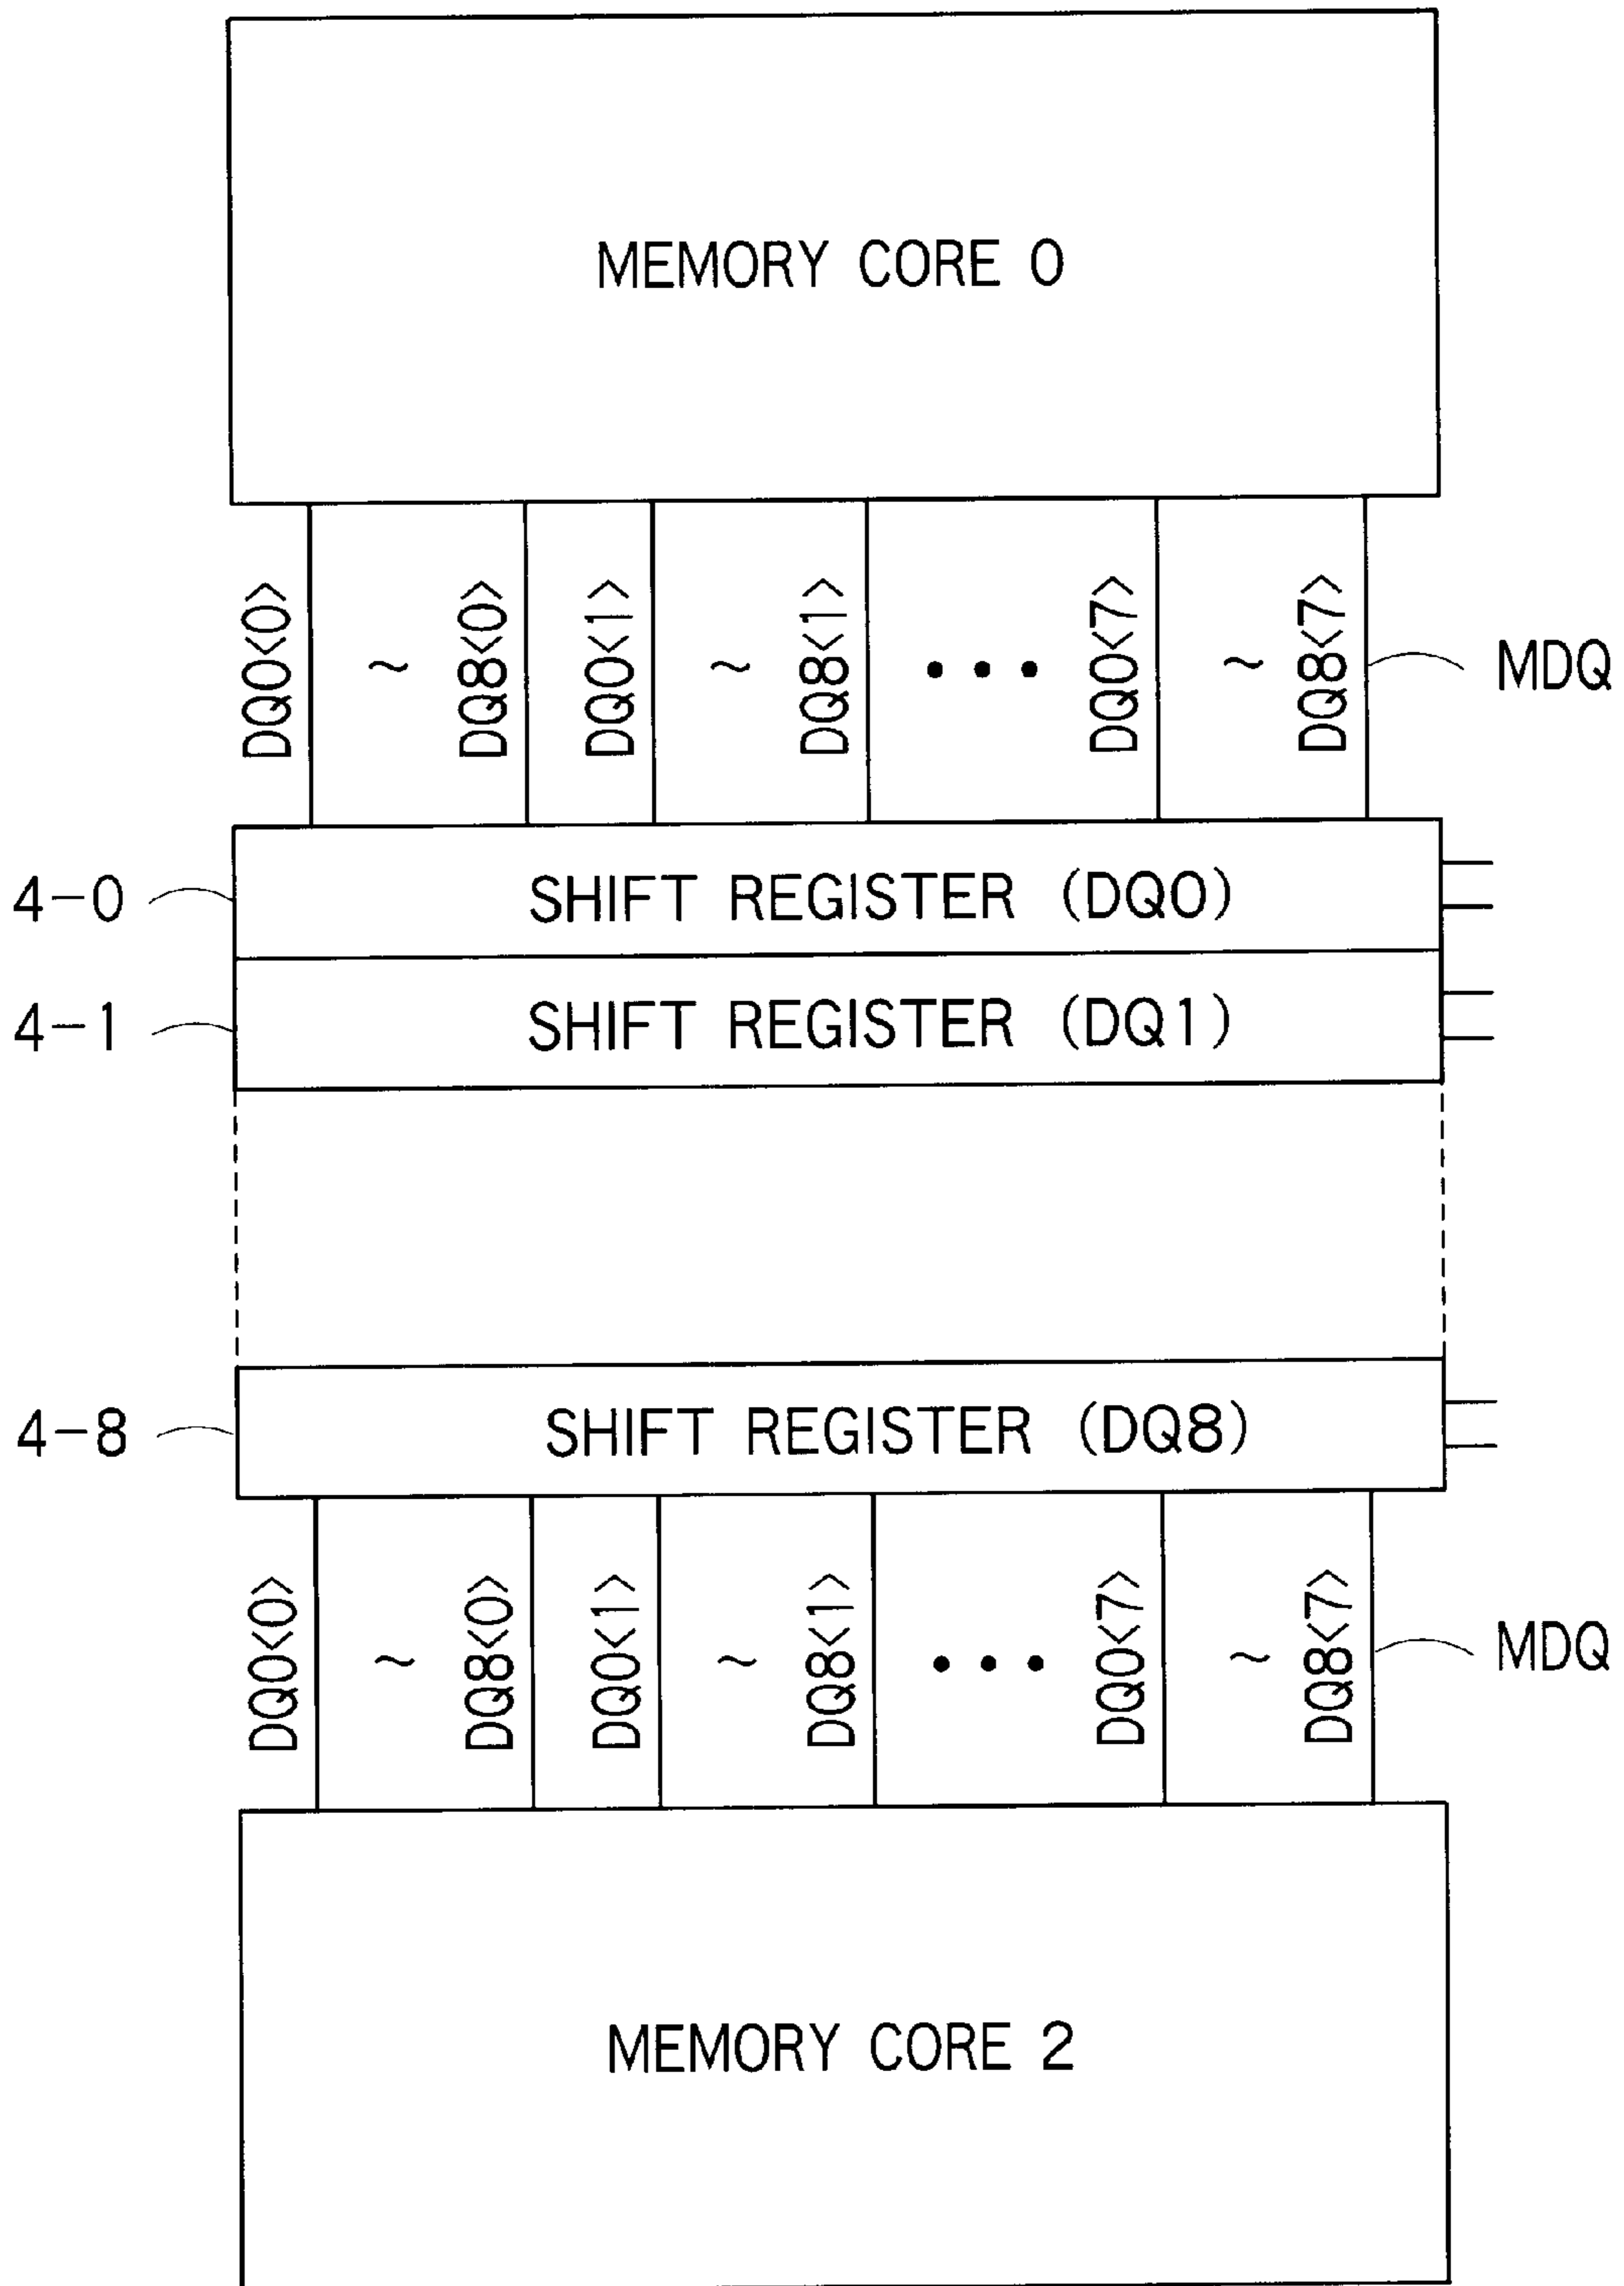 MEMORY CORE 0
DQ0<0> ~ DQ8<0> DQ0<1> ~ DQ8<1> ••• DQ0<7> ~ DQ8<7> MDQ
4-0 SHIFT REGISTER (DQ0)
4-1 SHIFT REGISTER (DQ1)
4-8 SHIFT REGISTER (DQ8)
DQ0<0> ~ DQ8<0> DQ0<1> ~ DQ8<1> ••• DQ0<7> ~ DQ8<7> MDQ
MEMORY CORE 2